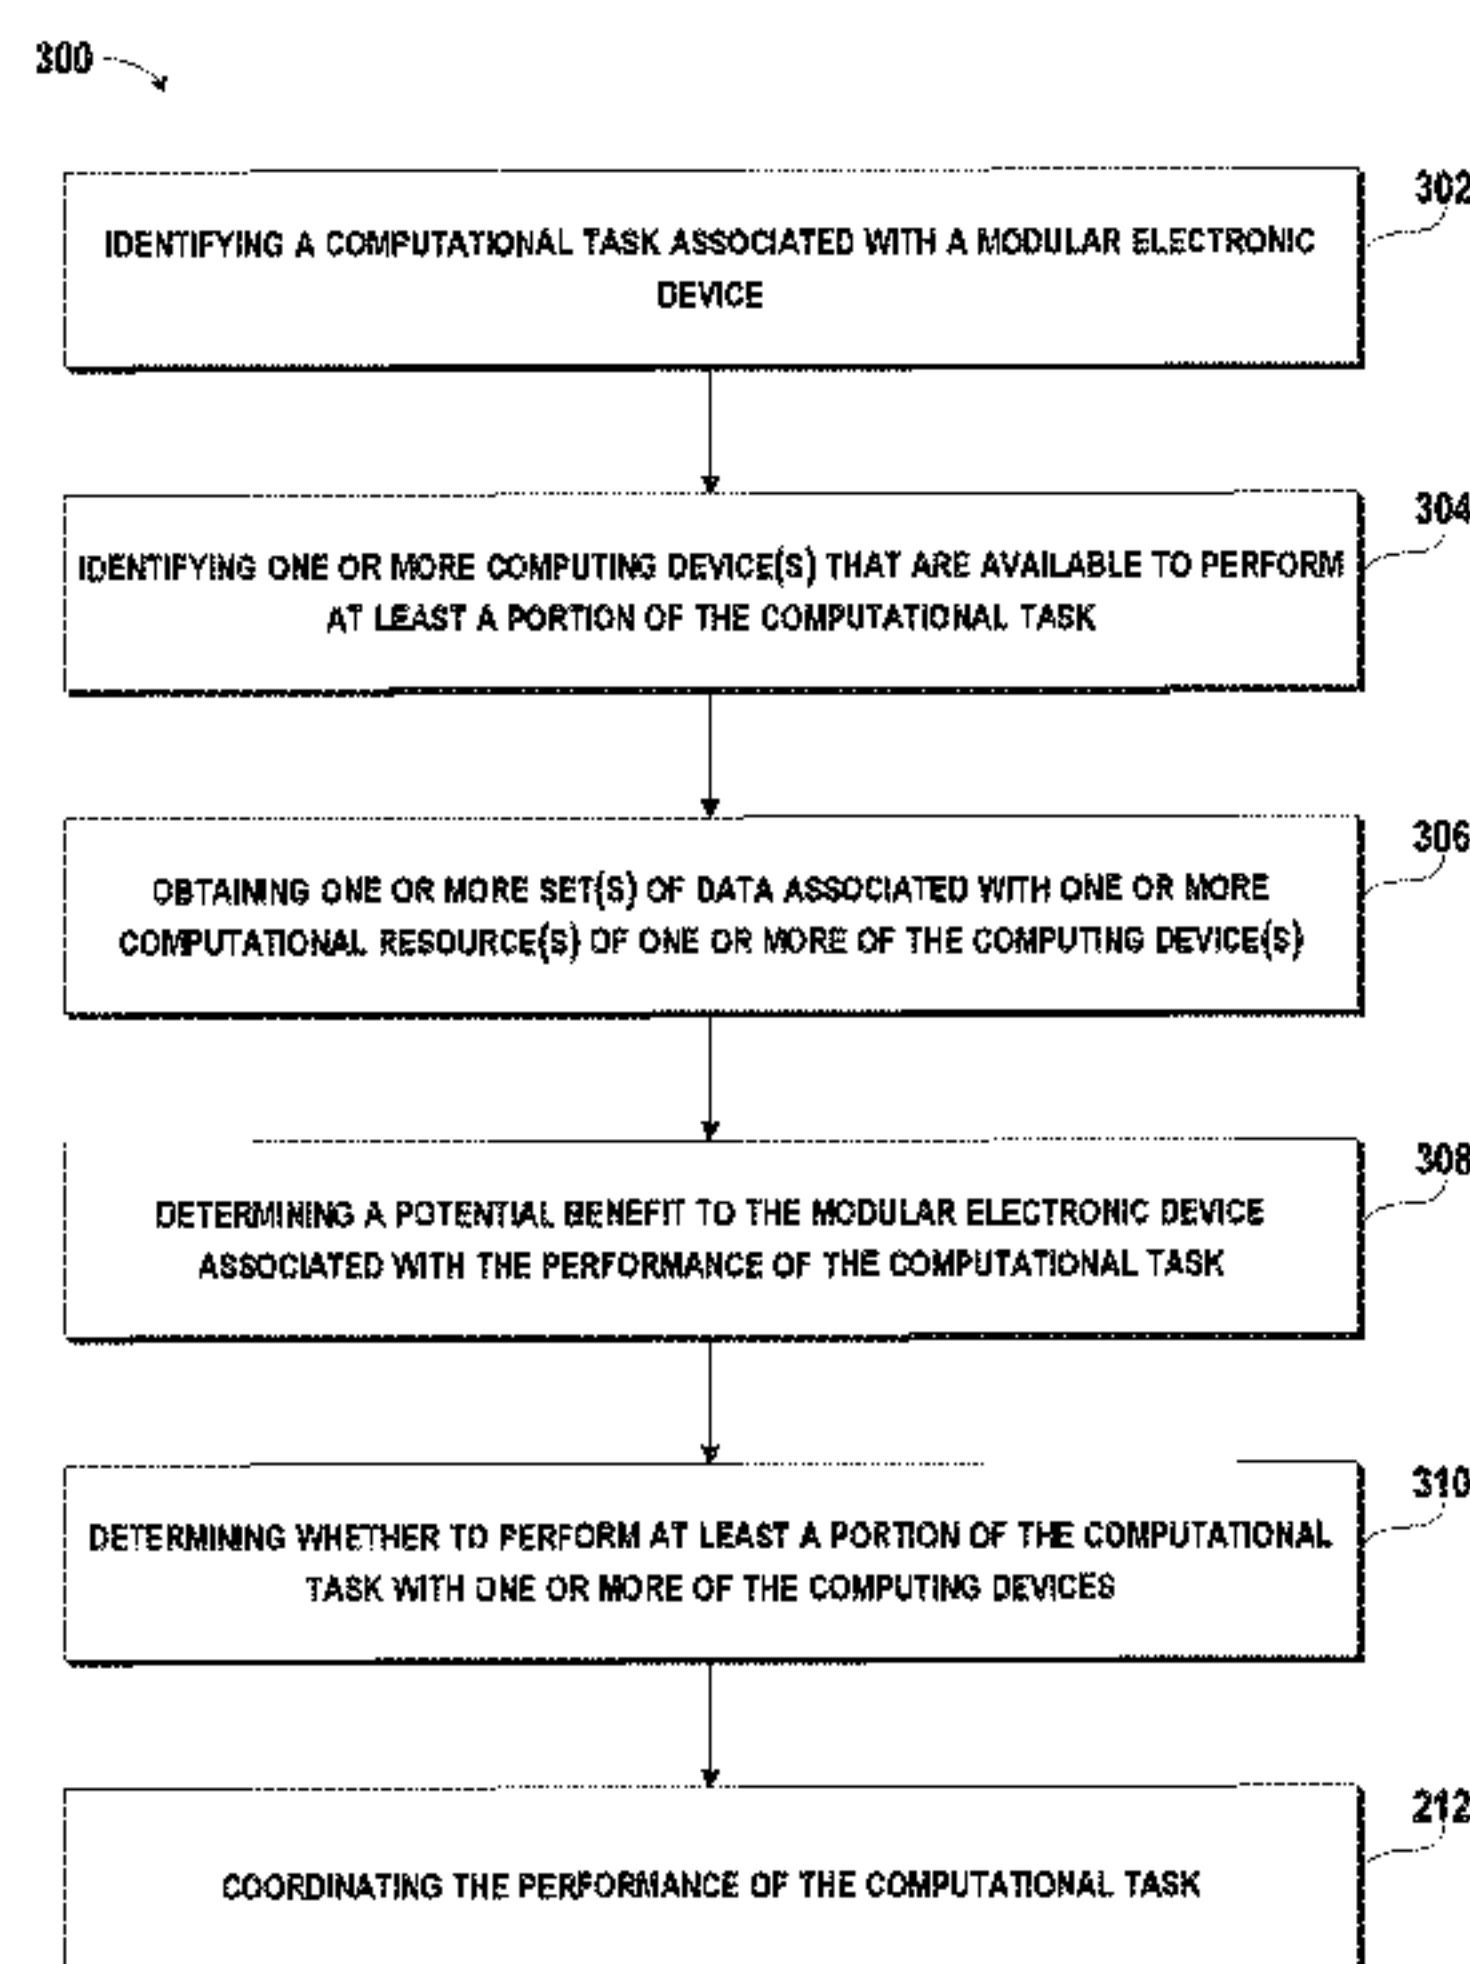 300
302
IDENTIFYING A COMPUTATIONAL TASK ASSOCIATED WITH A MODULAR ELECTRONIC
DEVICE
304
IDENTIFYING ONE OR MORE COMPUTING DEVICE(S) THAT ARE AVAILABLE TO PERFORM
AT LEAST A PORTION OF THE COMPUTATIONAL TASK
306
OBTAINING ONE OR MORE SET(S) OF DATA ASSOCIATED WITH ONE OR MORE
COMPUTATIONAL RESOURCE(S) OF ONE OR MORE OF THE COMPUTING DEVICE(S)
308
DETERMINING A POTENTIAL BENEFIT TO THE MODULAR ELECTRONIC DEVICE
ASSOCIATED WITH THE PERFORMANCE OF THE COMPUTATIONAL TASK
310
DETERMINING WHETHER TO PERFORM AT LEAST A PORTION OF THE COMPUTATIONAL
TASK WITH ONE OR MORE OF THE COMPUTING DEVICES
212
COORDINATING THE PERFORMANCE OF THE COMPUTATIONAL TASK